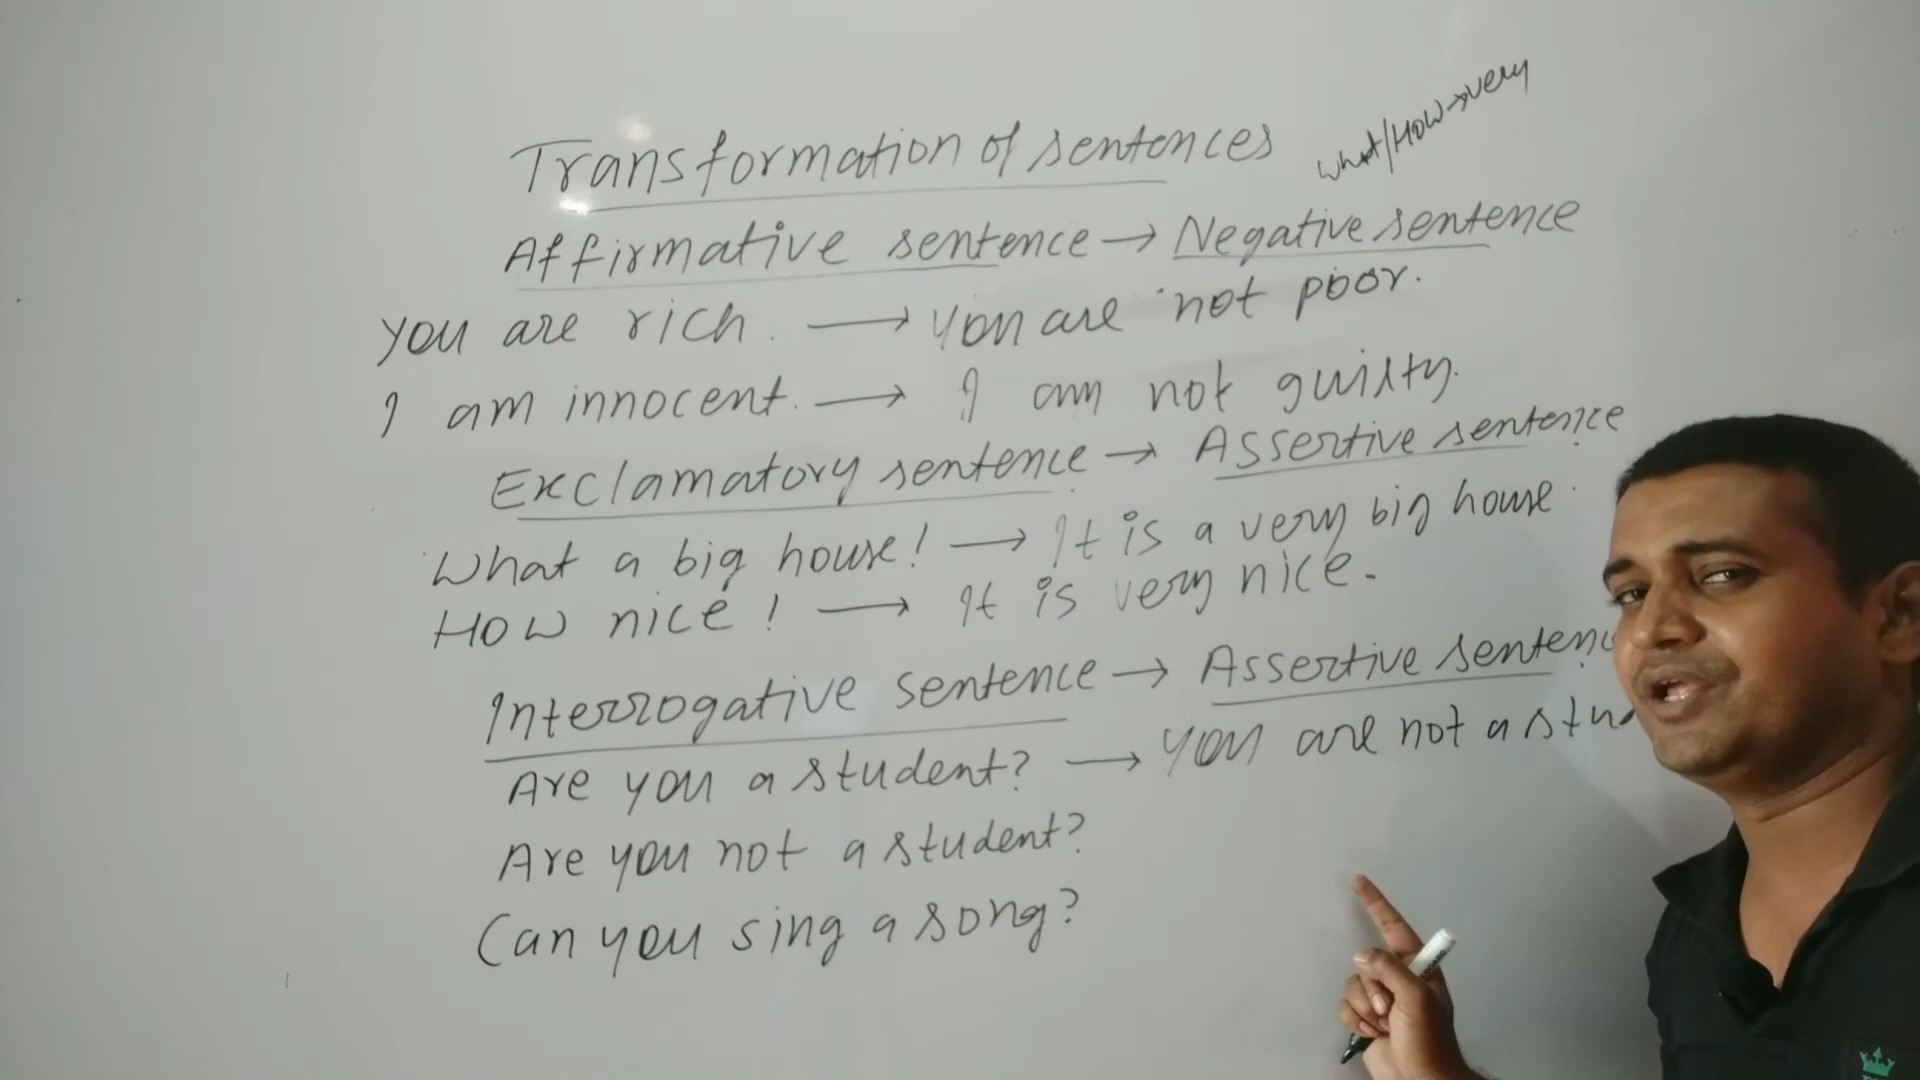 What/How → very
Transformation of sentences
Affirmative sentence → Negative sentence
You are rich. → You are not poor.
I am innocent. → I am not guilty.
Exclamatory sentence → Assertive sentence
What a big house! → It is a very big house.
How nice! → It is very nice.
Interrogative sentence → Assertive sentenc
Are you a student? → You are not a stu
Are you not a student?
Can you sing a song?